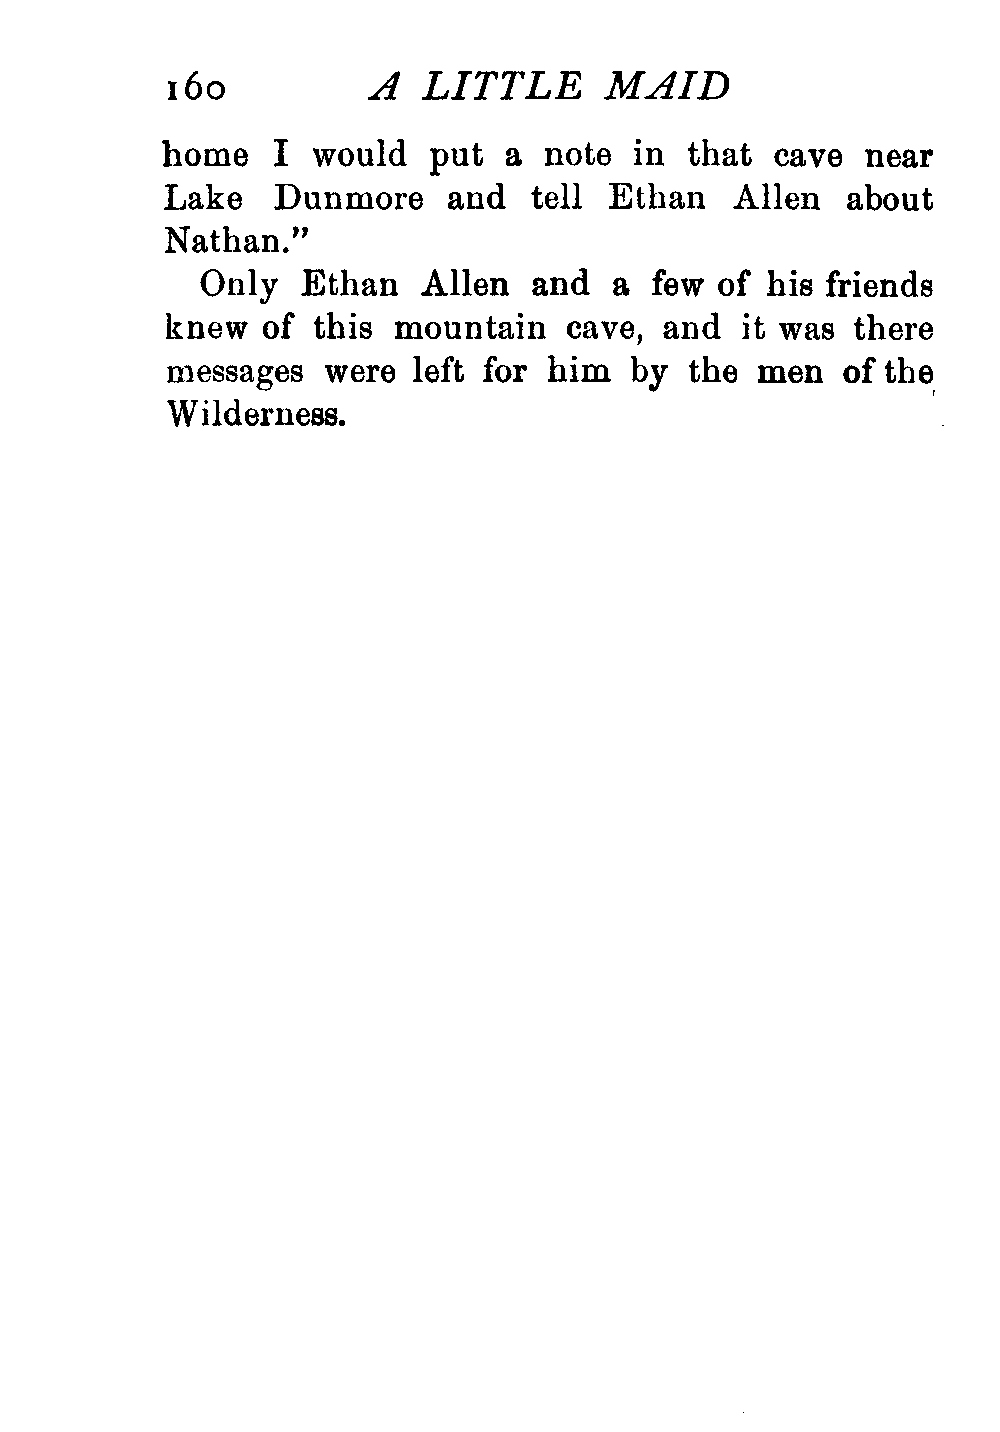 160 A LITTLE MAID
home I would put a note in that cave near
Lake Dunmore and tell Ethan Allen about
Nathan."
Only Ethan Allen and a few of his friends
knew of this mountain cave, and it was there
messages were left for him by the men of the
Wilderness.